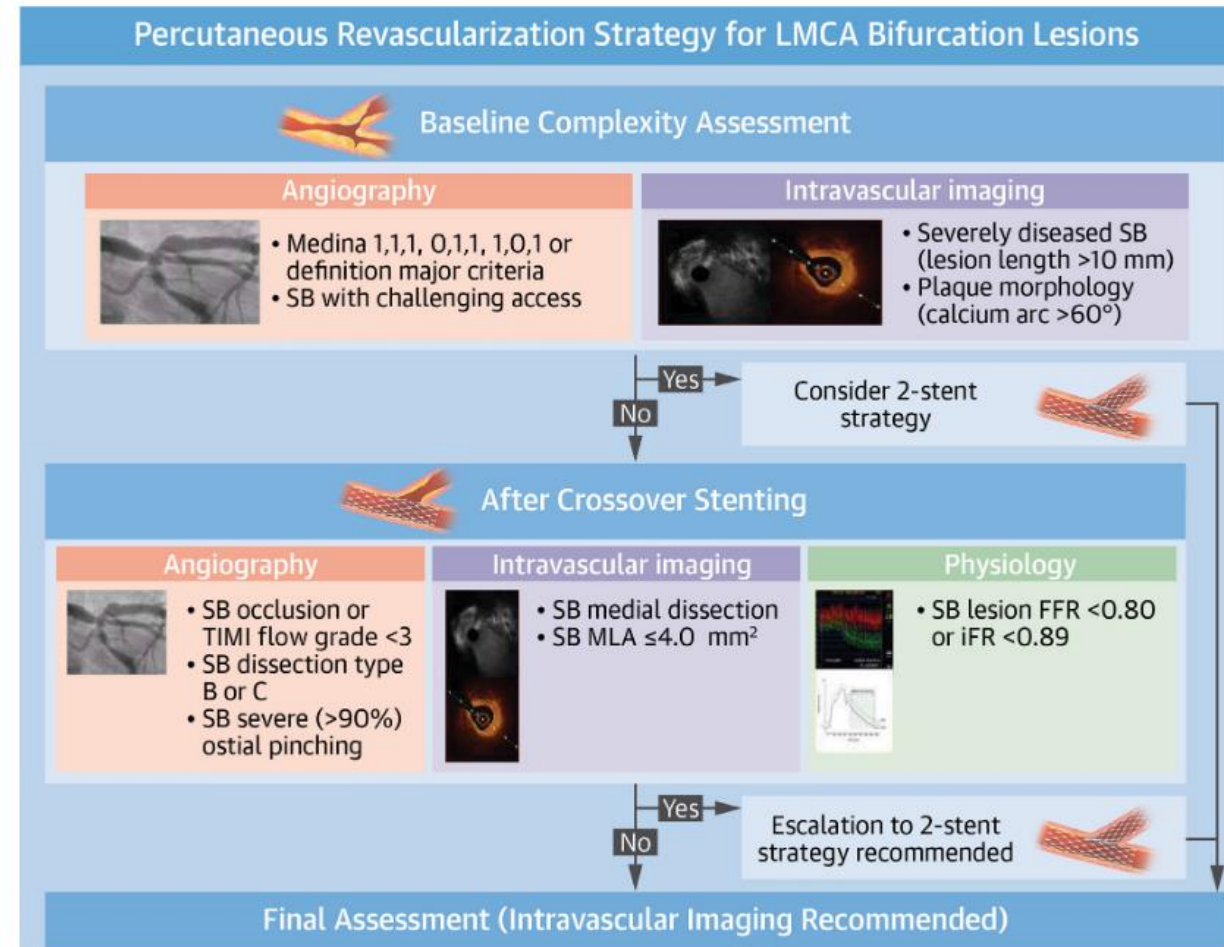 Percutaneous Revascularization Strategy for LMCA Bifurcation Lesions
Baseline Complexity Assessment
Angiography
• Medina 1,1,1, 0,1,1, 1,0,1 or
definition major criteria
• SB with challenging access
Intravascular imaging
• Severely diseased SB
(lesion length >10 mm)
• Plaque morphology
(calcium arc >60°)
Yes
No
Consider 2-stent
strategy
After Crossover Stenting
Angiography
• SB occlusion or
TIMI flow grade <3
• SB dissection type
B or C
• SB severe (>90%)
ostial pinching
Intravascular imaging
• SB medial dissection
• SB MLA ≤4.0 mm²
Physiology
• SB lesion FFR <0.80
or iFR <0.89
Yes
No
Escalation to 2-stent
strategy recommended
Final Assessment (Intravascular Imaging Recommended)